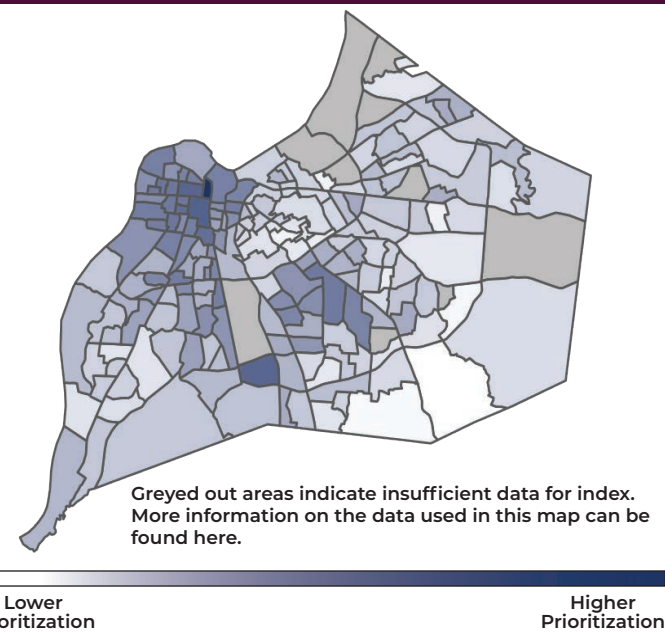 Greyed out areas indicate insufficient data for index.
More information on the data used in this map can be
found here.
Lower
oritization
Higher
Prioritization